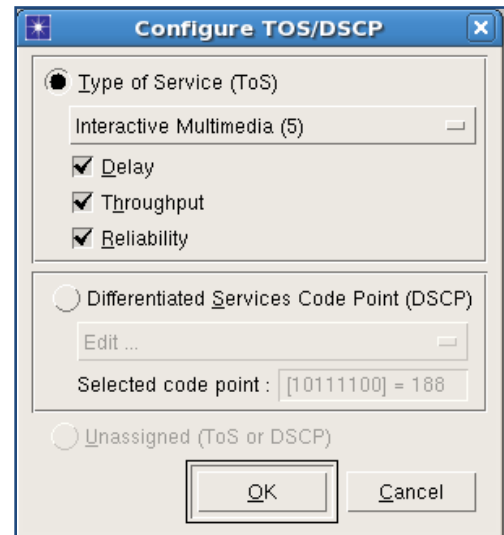 Configure TOS/DSCP
Type of Service (ToS)
Interactive Multimedia (5)
Delay
Throughput
Reliability
Differentiated Services Code Point (DSCP)
Edit ...
Selected code point : [10111100] = 188
Unassigned (ToS or DSCP)
OK Cancel